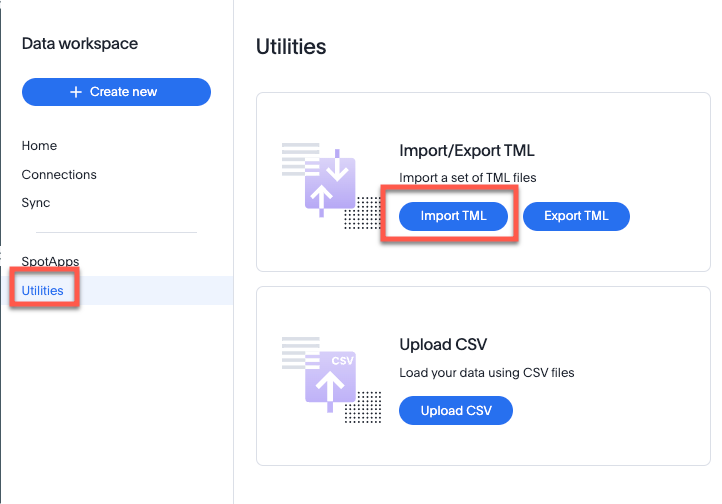 Data workspace
+ Create new
Home
Connections
Sync
SpotApps
Utilities
Utilities
Import/Export TML
Import a set of TML files
Import TML
Export TML
CSV
Upload CSV
Load your data using CSV files
Upload CSV